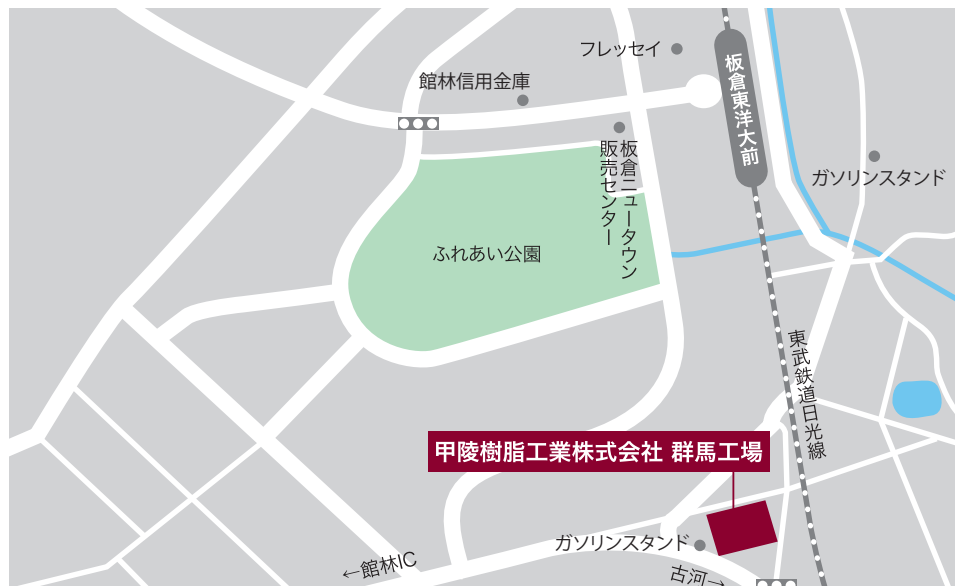 フレッセイ
館林信用金庫
板倉東洋大前
板倉ニュータウン
販売センター
ガソリンスタンド
ふれあい公園
東武鉄道日光線
甲陵樹脂工業株式会社 群馬工場
ガソリンスタンド
←館林IC
古河→